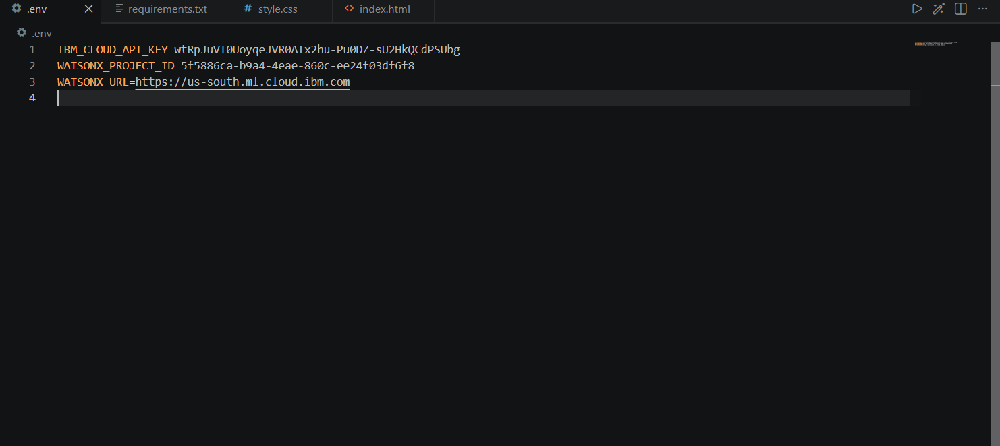 .env
requirements.txt
# style.css
<> index.html
.env
1 IBM_CLOUD_API_KEY=wtRpJuVI0UoyqeJVR0ATx2hu-Pu0DZ-sU2HkQCdPSUbg
2 WATSONX_PROJECT_ID=5f5886ca-b9a4-4eae-860c-ee24f03df6f8
3 WATSONX_URL=https://us-south.ml.cloud.ibm.com
4